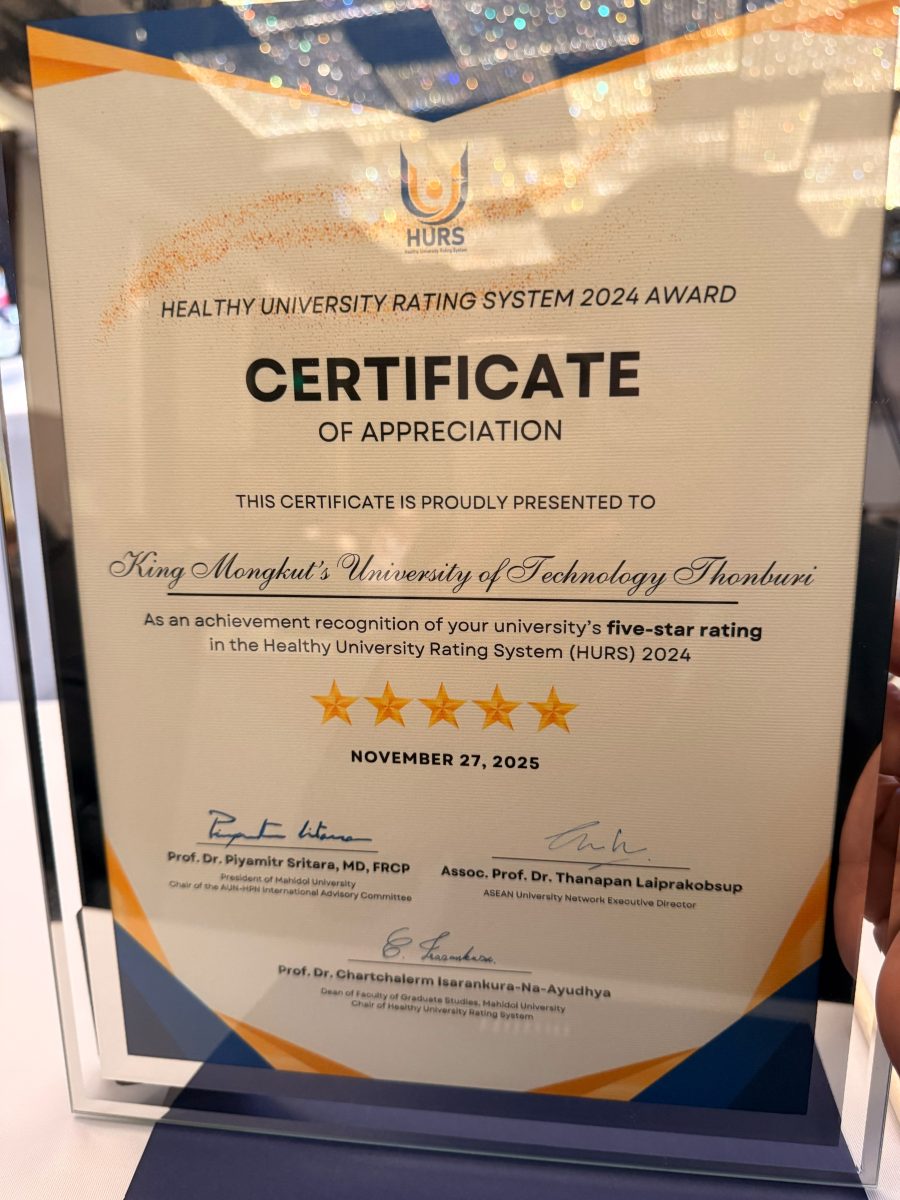 HURS
Healthy University Rating System
HEALTHY UNIVERSITY RATING SYSTEM 2024 AWARD
CERTIFICATE
OF APPRECIATION
THIS CERTIFICATE IS PROUDLY PRESENTED TO
King Mongkut's University of Technology Thonburi
As an achievement recognition of your university's five-star rating
in the Healthy University Rating System (HURS) 2024
NOVEMBER 27, 2025
Prof. Dr. Piyamitr Sritara, MD, FRCP
President of Mahidol University
Chair of the AUN-HPN International Advisory Committee
Assoc. Prof. Dr. Thanapan Laiprakobsup
ASEAN University Network Executive Director
Prof. Dr. Chartchalerm Isarankura-Na-Ayudhya
Dean of Faculty of Graduate Studies, Mahidol University
Chair of Healthy University Rating System